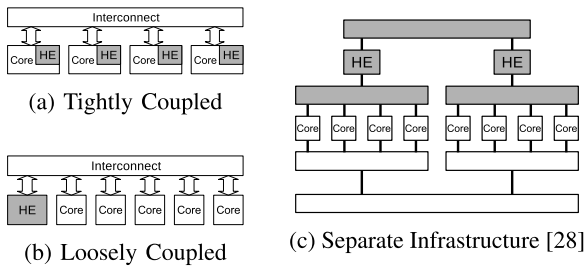 Interconnect
Core HE Core HE Core HE Core HE
(a) Tightly Coupled
Interconnect
HE Core Core Core Core Core
(b) Loosely Coupled
HE HE
Core Core Core Core Core Core Core Core
(c) Separate Infrastructure [28]